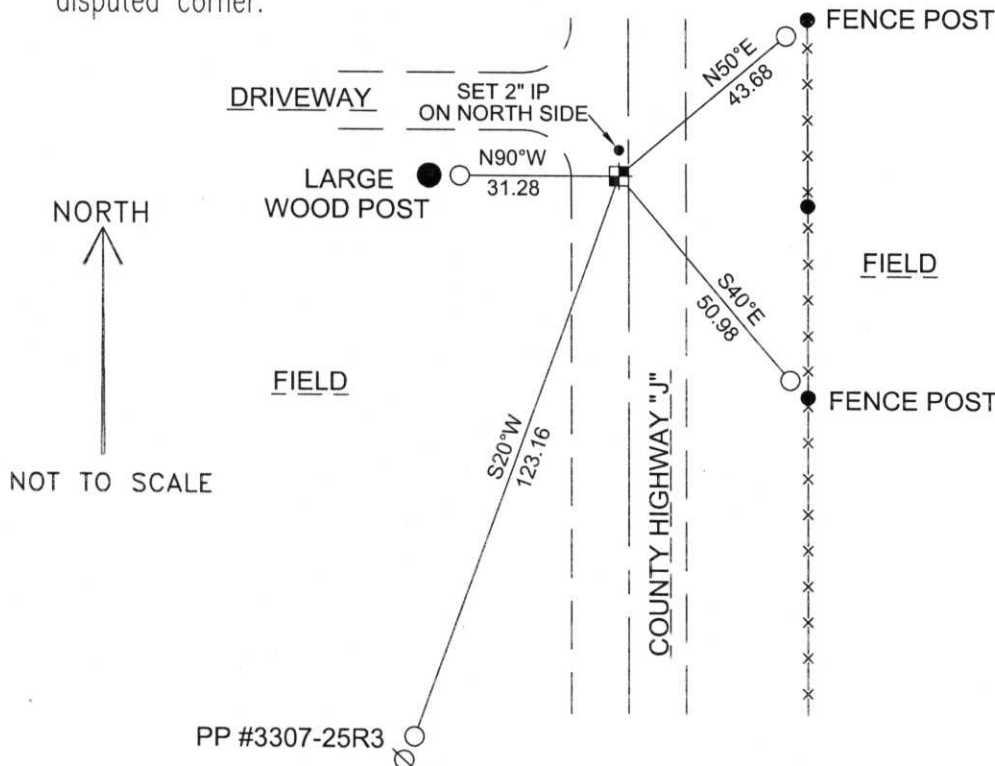 disputed corner.
FENCE POST
N50°E
43.68
DRIVEWAY
SET 2" IP
ON NORTH SIDE
N90°W
31.28
LARGE
WOOD POST
NORTH
FIELD
S40°E
50.98
FIELD
FENCE POST
S20°W
123.16
COUNTY HIGHWAY "J"
NOT TO SCALE
PP #3307-25R3